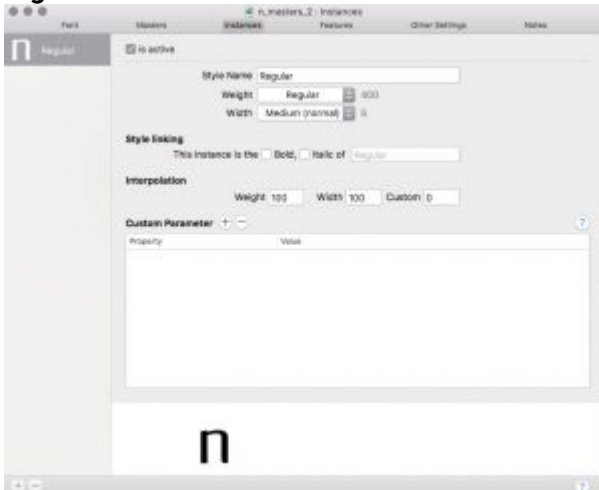 n_masters_2 - Instances
Font Masters Instances Features Other Settings Notes
n Regular
is active
Style Name Regular
Weight Regular 400
Width Medium (normal)
Style linking
This instance is the Bold, Italic of Regular
Interpolation
Weight 100 Width 100 Custom 0
Custom Parameter + − ?
Property Value
n
+ − ?